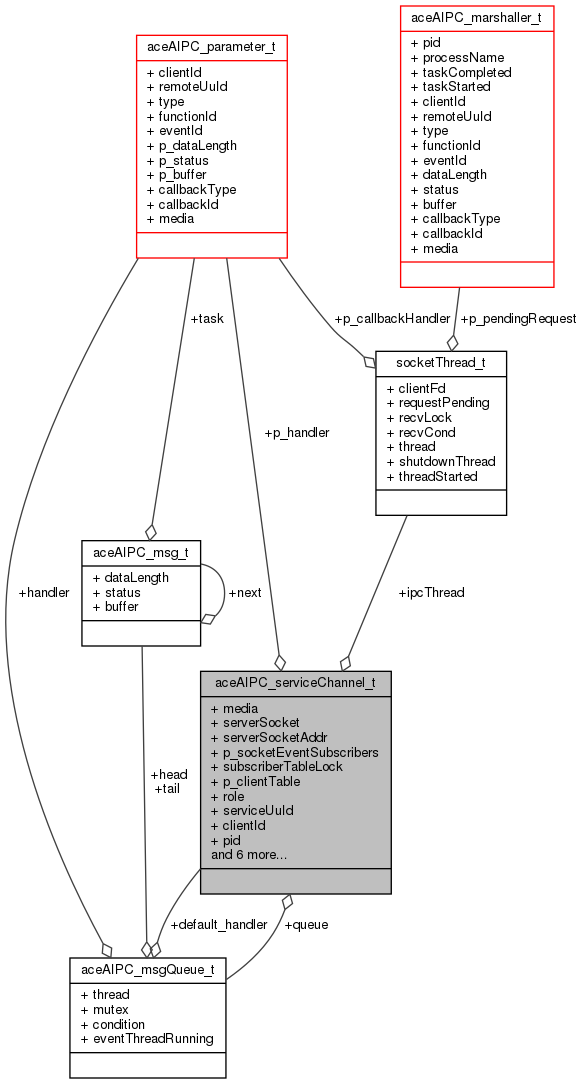 aceAIPC_marshaller_t
+ pid
+ processName
+ taskCompleted
+ taskStarted
+ clientId
+ remoteUuId
+ type
+ functionId
+ eventId
+ dataLength
+ status
+ buffer
+ callbackType
+ callbackId
+ media
aceAIPC_parameter_t
+ clientId
+ remoteUuId
+ type
+ functionId
+ eventId
+ p_dataLength
+ p_status
+ p_buffer
+ callbackType
+ callbackId
+ media
+task
+p_callbackHandler
+p_pendingRequest
socketThread_t
+ clientFd
+ requestPending
+ recvLock
+ recvCond
+ thread
+ shutdownThread
+ threadStarted
+p_handler
aceAIPC_msg_t
+ dataLength
+ status
+ buffer
+handler
+next
+ipcThread
aceAIPC_serviceChannel_t
+ media
+ serverSocket
+ serverSocketAddr
+ p_socketEventSubscribers
+ subscriberTableLock
+ p_clientTable
+ role
+ serviceUuId
+ clientId
+ pid
and 6 more...
+head
+tail
+default_handler
+queue
aceAIPC_msgQueue_t
+ thread
+ mutex
+ condition
+ eventThreadRunning